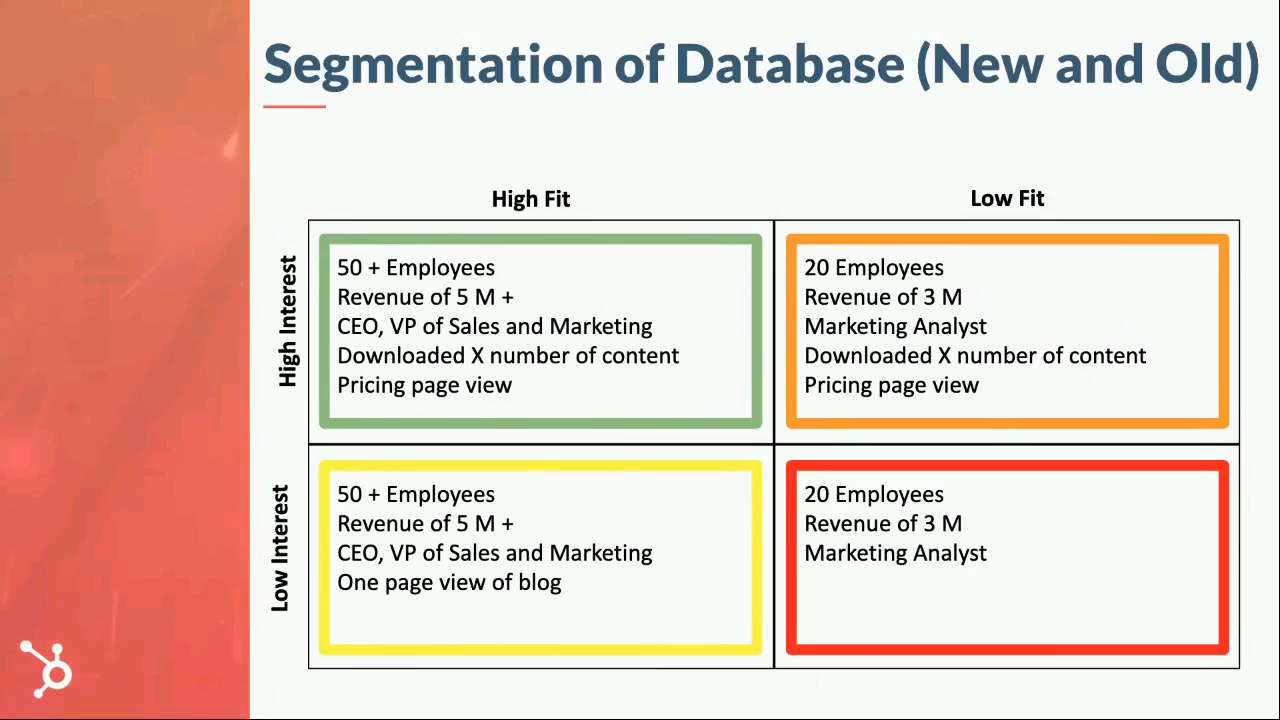 Segmentation of Database (New and Old)
High Fit
Low Fit
High Interest
50 + Employees
Revenue of 5 M +
CEO, VP of Sales and Marketing
Downloaded X number of content
Pricing page view
20 Employees
Revenue of 3 M
Marketing Analyst
Downloaded X number of content
Pricing page view
Low Interest
50 + Employees
Revenue of 5 M +
CEO, VP of Sales and Marketing
One page view of blog
20 Employees
Revenue of 3 M
Marketing Analyst